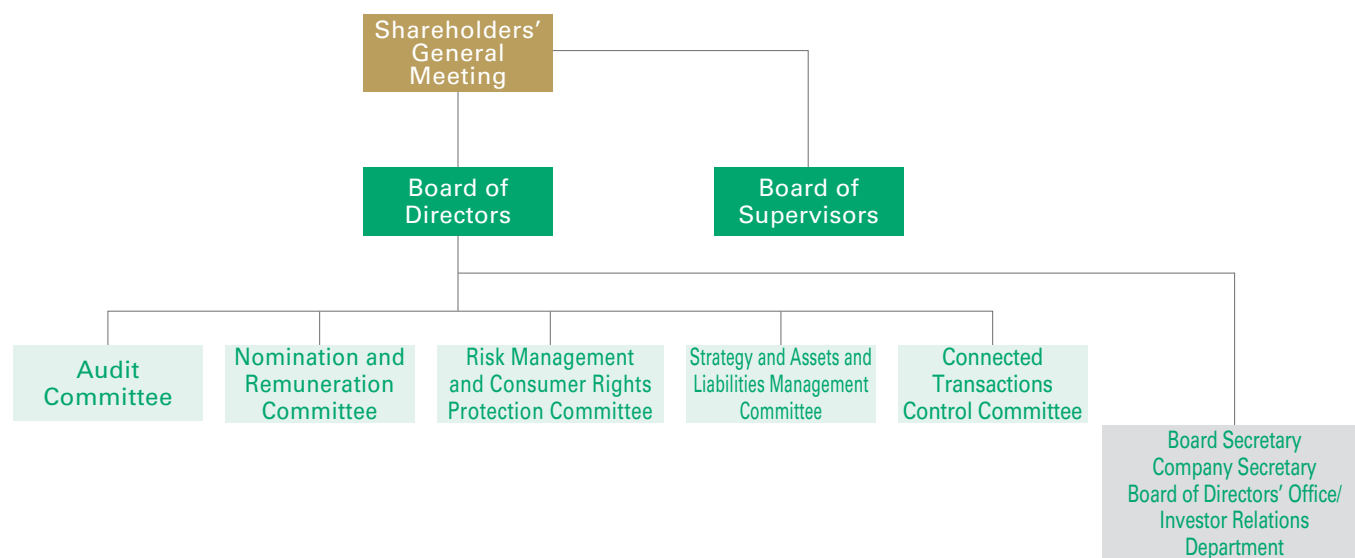 Shareholders’
General
Meeting
Board of
Directors
Board of
Supervisors
Audit
Committee
Nomination and
Remuneration
Committee
Risk Management
and Consumer Rights
Protection Committee
Strategy and Assets and
Liabilities Management
Committee
Connected
Transactions
Control Committee
Board Secretary
Company Secretary
Board of Directors’ Office/
Investor Relations
Department